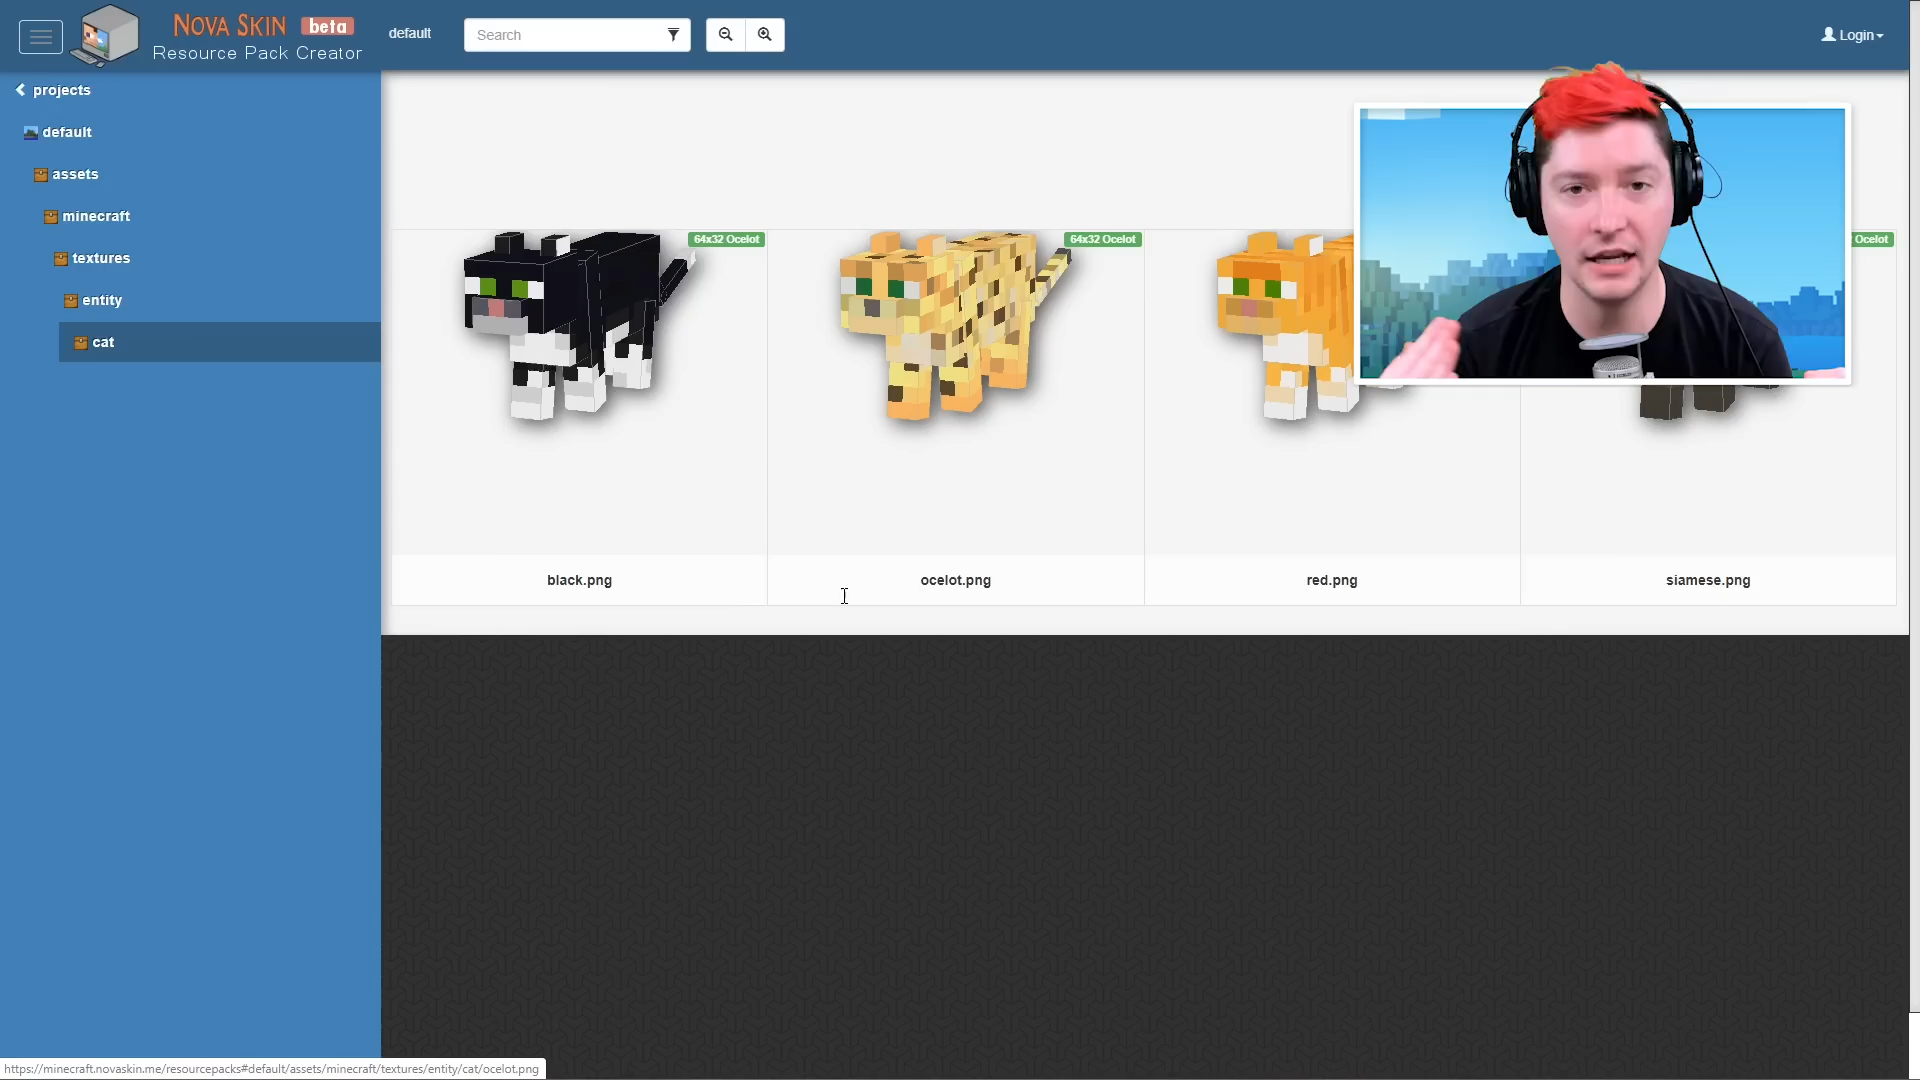 NOVA SKIN beta
Resource Pack Creator
default
Search
Login
projects
default
assets
minecraft
textures
entity
cat
64x32 Ocelot
64x32 Ocelot
Ocelot
black.png
ocelot.png
red.png
siamese.png
https://minecraft.novaskin.me/resourcepacks#default/assets/minecraft/textures/entity/cat/ocelot.png